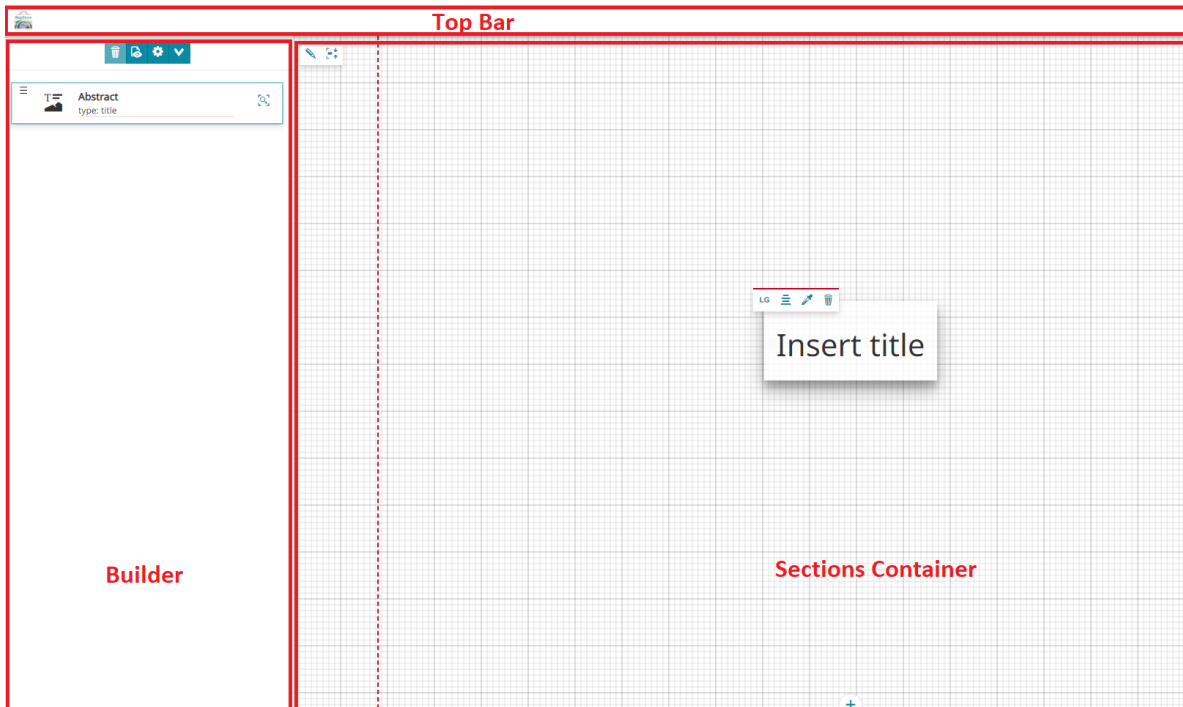 Top Bar
Abstract
type: title
LG
Insert title
Builder
Sections Container